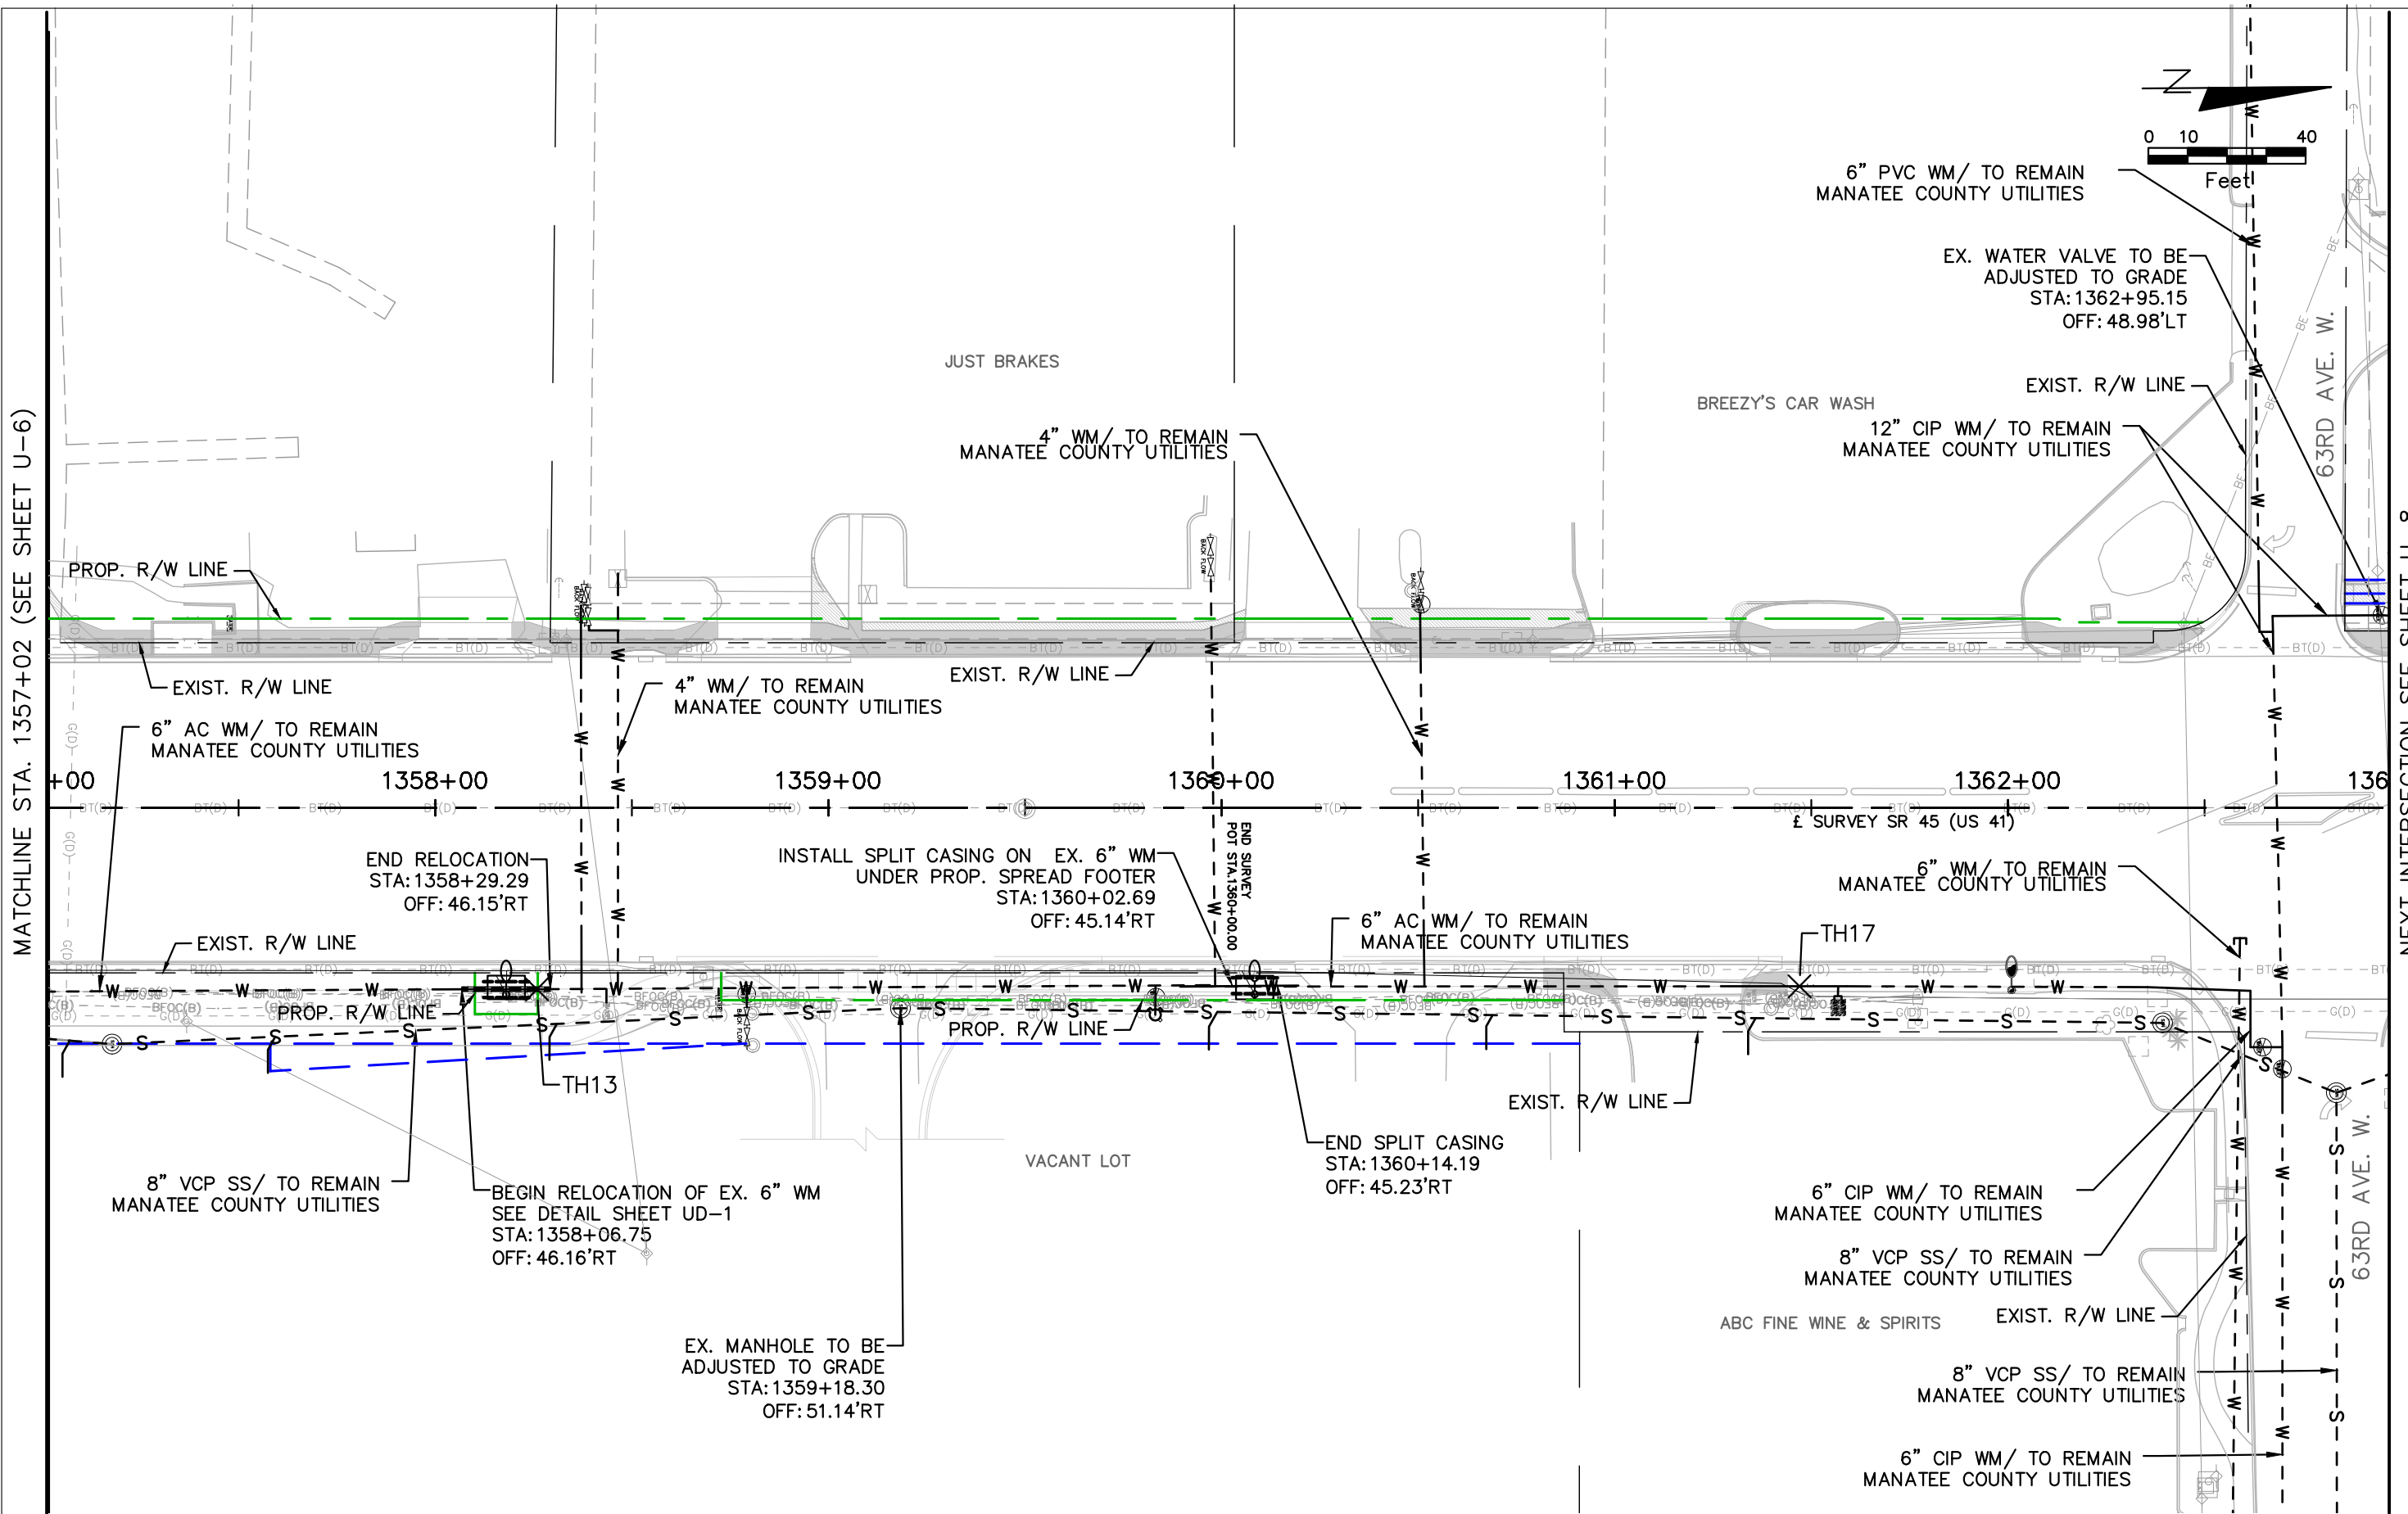 MATCHLINE STA. 1357+02 (SEE SHEET U-6)
0 10 40
Feet
6" PVC WM/ TO REMAIN
MANATEE COUNTY UTILITIES
EX. WATER VALVE TO BE
ADJUSTED TO GRADE
STA:1362+95.15
OFF:48.98'LT
63RD AVE. W.
JUST BRAKES
EXIST. R/W LINE
BREEZY'S CAR WASH
12" CIP WM/ TO REMAIN
MANATEE COUNTY UTILITIES
4" WM/ TO REMAIN
MANATEE COUNTY UTILITIES
PROP. R/W LINE
EXIST. R/W LINE
EXIST. R/W LINE
4" WM/ TO REMAIN
MANATEE COUNTY UTILITIES
6" AC WM/ TO REMAIN
MANATEE COUNTY UTILITIES
+00
1358+00
1359+00
1360+00
1361+00
1362+00
136
£ SURVEY SR 45 (US 41)
END SURVEY
POT STA.1360+00.00
END RELOCATION
STA:1358+29.29
OFF:46.15'RT
INSTALL SPLIT CASING ON EX. 6" WM
UNDER PROP. SPREAD FOOTER
STA:1360+02.69
OFF:45.14'RT
6" WM/ TO REMAIN
MANATEE COUNTY UTILITIES
6" AC WM/ TO REMAIN
MANATEE COUNTY UTILITIES
EXIST. R/W LINE
TH17
PROP. R/W LINE
PROP. R/W LINE
TH13
EXIST. R/W LINE
END SPLIT CASING
STA:1360+14.19
OFF:45.23'RT
VACANT LOT
8" VCP SS/ TO REMAIN
MANATEE COUNTY UTILITIES
BEGIN RELOCATION OF EX. 6" WM
SEE DETAIL SHEET UD-1
STA:1358+06.75
OFF:46.16'RT
6" CIP WM/ TO REMAIN
MANATEE COUNTY UTILITIES
63RD AVE. W.
8" VCP SS/ TO REMAIN
MANATEE COUNTY UTILITIES
ABC FINE WINE & SPIRITS
EXIST. R/W LINE
EX. MANHOLE TO BE
ADJUSTED TO GRADE
STA:1359+18.30
OFF:51.14'RT
8" VCP SS/ TO REMAIN
MANATEE COUNTY UTILITIES
6" CIP WM/ TO REMAIN
MANATEE COUNTY UTILITIES